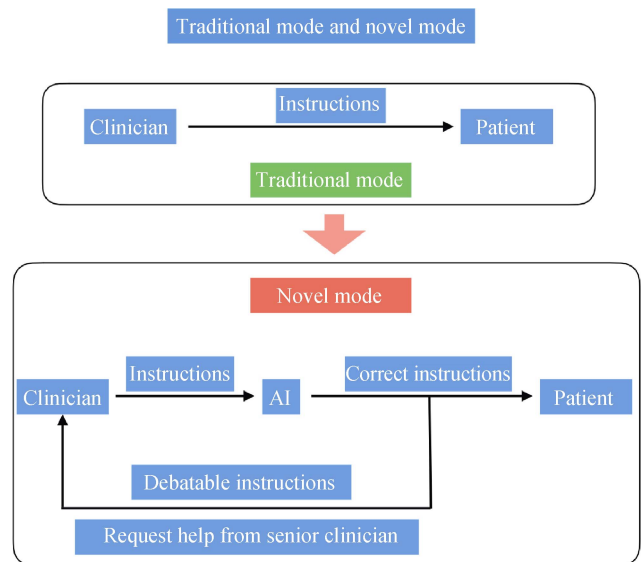 Traditional mode and novel mode
Instructions
Clinician
Patient
Traditional mode
Novel mode
Instructions
Correct instructions
Clinician
AI
Patient
Debatable instructions
Request help from senior clinician